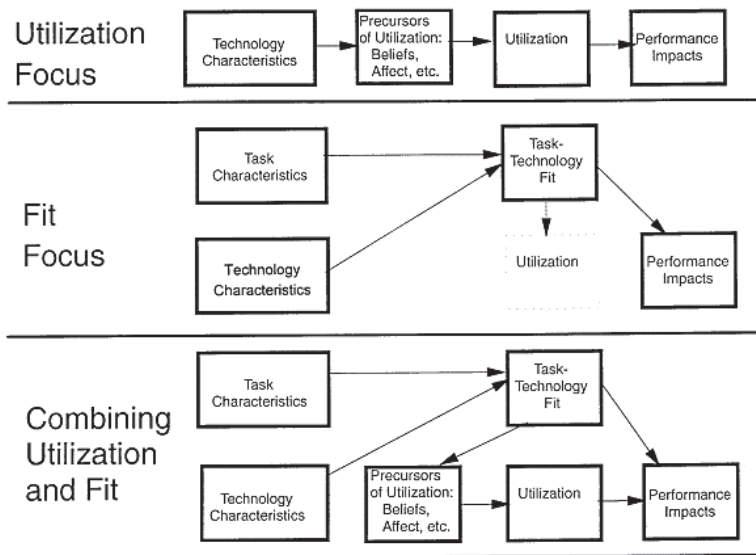 Utilization
Focus
Technology
Characteristics
Precursors
of Utilization:
Beliefs,
Affect, etc.
Utilization
Performance
Impacts
Fit
Focus
Task
Characteristics
Technology
Characteristics
Task-
Technology
Fit
Utilization
Performance
Impacts
Combining
Utilization
and Fit
Task
Characteristics
Technology
Characteristics
Task-
Technology
Fit
Precursors
of Utilization:
Beliefs,
Affect, etc.
Utilization
Performance
Impacts